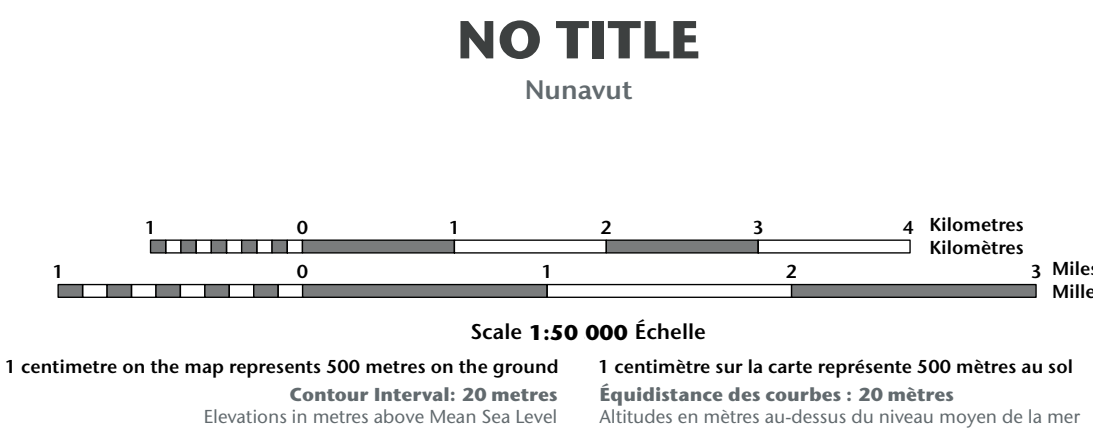 NO TITLE
Nunavut
1 0 1 2 3 4 Kilometres
Kilomètres
1 0 1 2 3 Miles
Mille
Scale 1:50 000 Échelle
1 centimetre on the map represents 500 metres on the ground
1 centimètre sur la carte représente 500 mètres au sol
Contour Interval: 20 metres
Équidistance des courbes : 20 mètres
Elevations in metres above Mean Sea Level
Altitudes en mètres au-dessus du niveau moyen de la mer